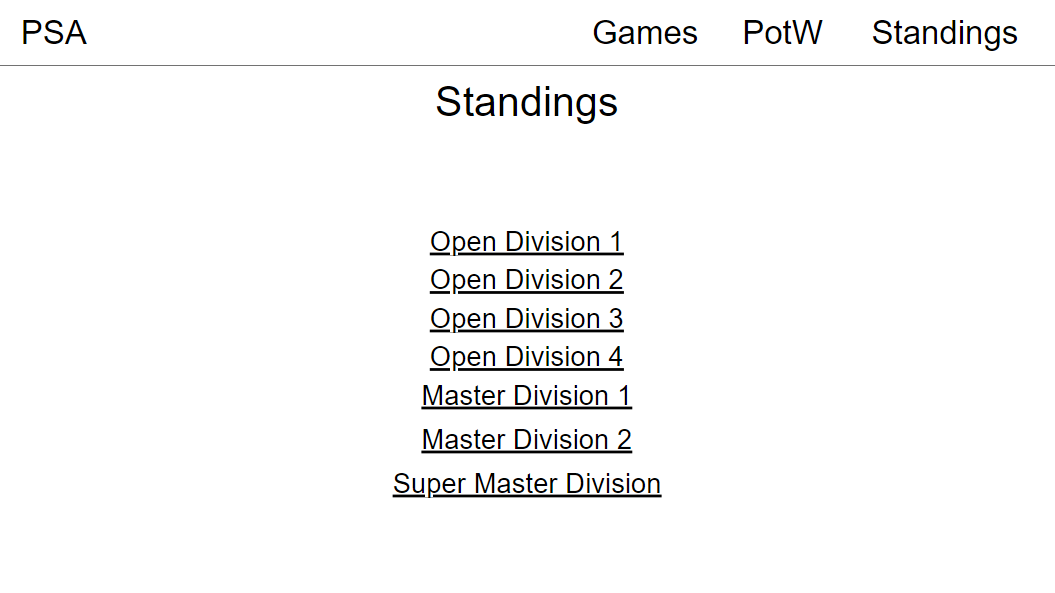 PSA Games PotW Standings
Standings
Open Division 1
Open Division 2
Open Division 3
Open Division 4
Master Division 1
Master Division 2
Super Master Division